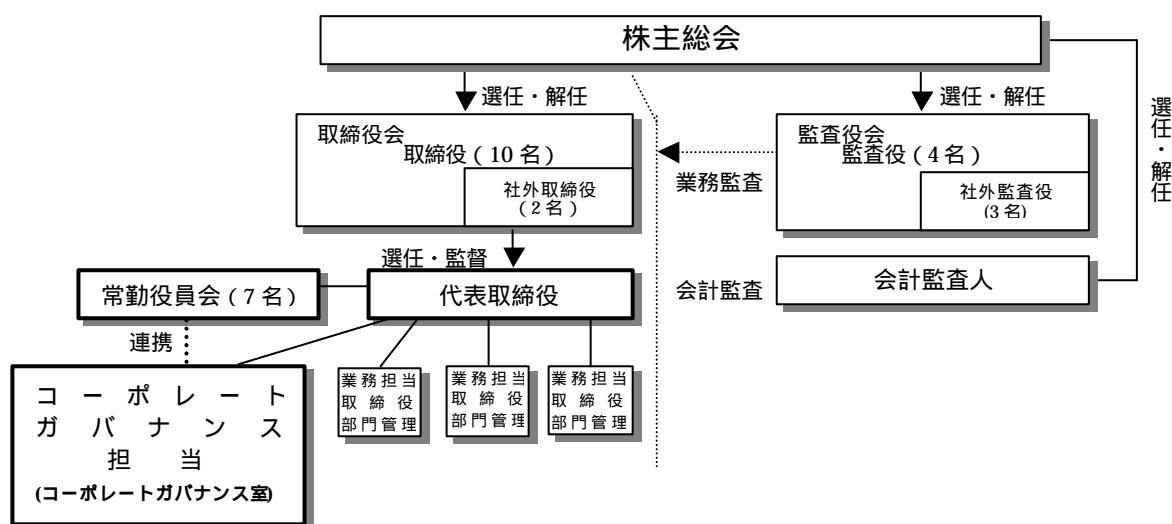 株主総会
選任・解任
選任・解任
選任・解任
取締役会
取締役(10名)
社外取締役
(2名)
監査役会
監査役(4名)
社外監査役
(3名)
業務監査
選任・監督
常勤役員会(7名)
代表取締役
会計監査
会計監査人
連携
業務担当
取締役
部門管理
業務担当
取締役
部門管理
業務担当
取締役
部門管理
コーポレート
ガバナンス
担当
(コーポレートガバナンス室)